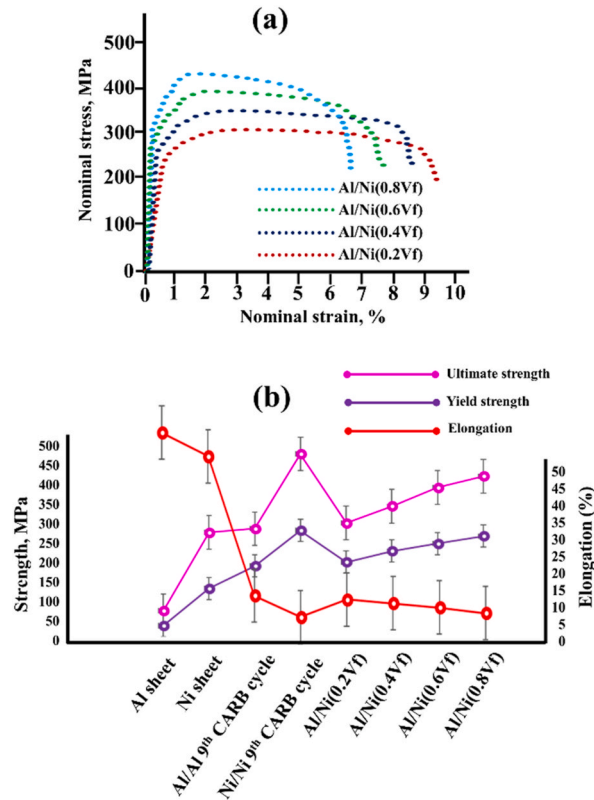 (a)
Nominal stress, MPa
500
400
300
200
100
0
Al/Ni(0.8Vf)
Al/Ni(0.6Vf)
Al/Ni(0.4Vf)
Al/Ni(0.2Vf)
0 1 2 3 4 5 6 7 8 9 10
Nominal strain, %
(b)
Ultimate strength
Yield strength
Elongation
Strength, MPa
500
450
400
350
300
250
200
150
100
50
0
Elongation (%)
50
45
40
35
30
25
20
15
10
5
0
Al sheet
Ni sheet
Al/Al 9th CARB cycle
Ni/Ni 9th CARB cycle
Al/Ni(0.2Vf)
Al/Ni(0.4Vf)
Al/Ni(0.6Vf)
Al/Ni(0.8Vf)